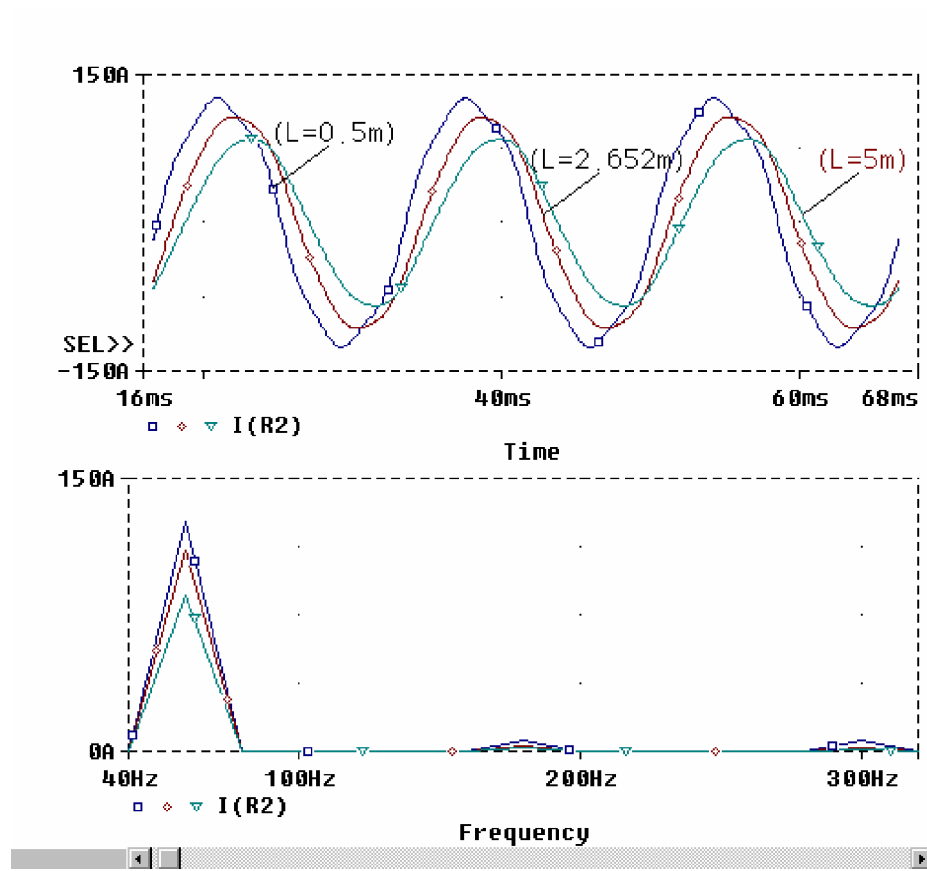 150A
(L=0.5m)
(L=2.652m)
(L=5m)
SEL>>
-150A
16ms 40ms 60ms 68ms
I(R2)
Time
150A
0A
40Hz 100Hz 200Hz 300Hz
I(R2)
Frequency